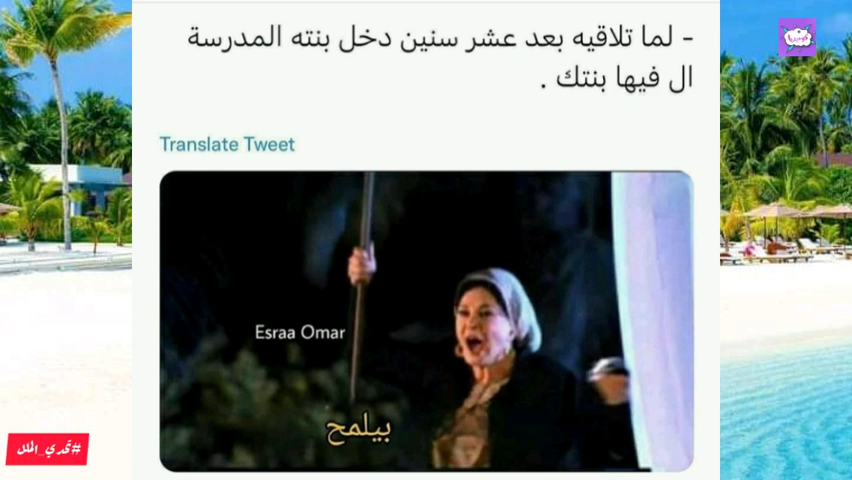 - لما تلاقيه بعد عشر سنين دخل بنته المدرسة
ال فيها بنتك .
Translate Tweet
Esraa Omar
بيلمح
#تحدي_الملل